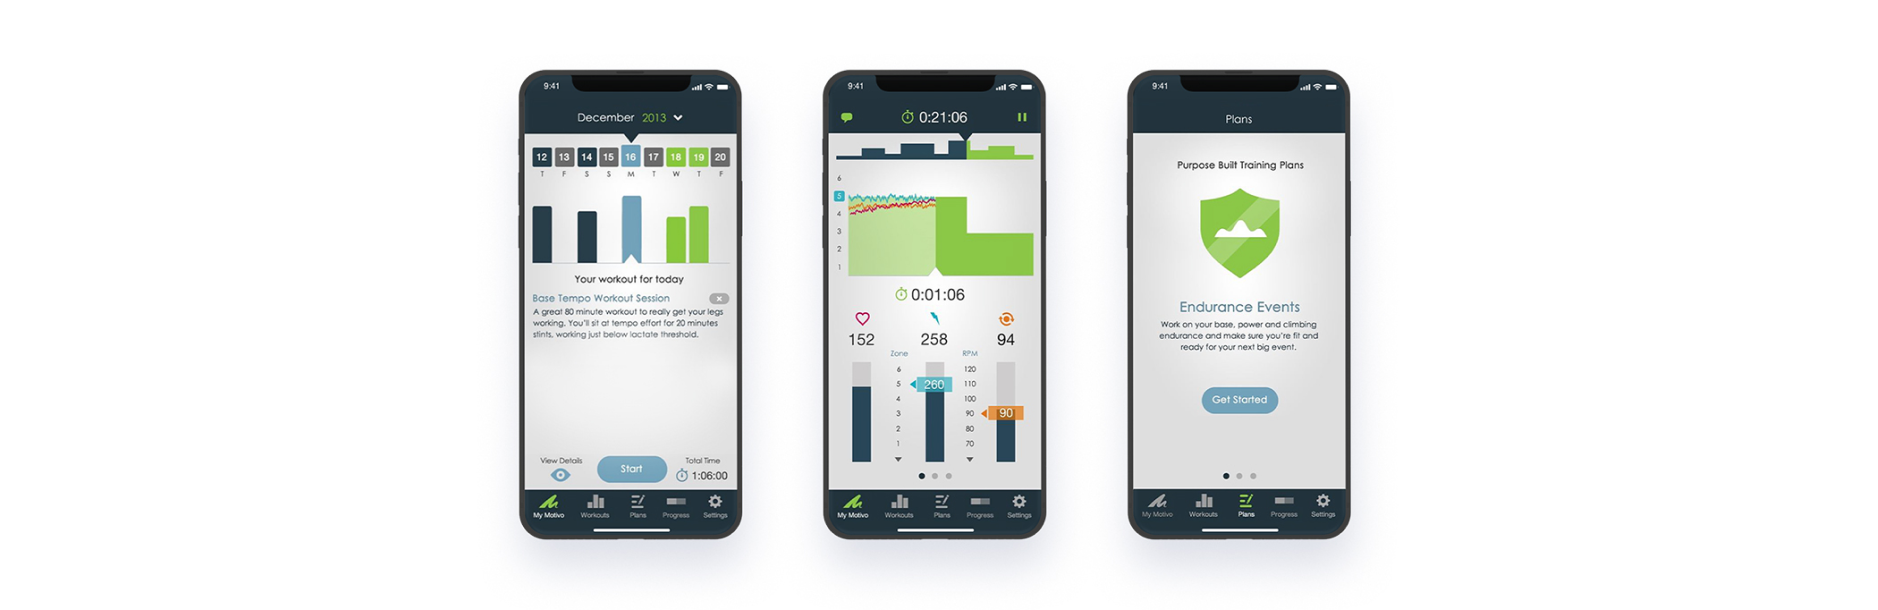 9:41
December 2013
12 13 14 15 16 17 18 19 20
T F S S M T W T F
Your workout for today
Base Tempo Workout Session
A great 80 minute workout to really get your legs
working. You'll sit at tempo effort for 20 minutes
stints, working just below lactate threshold.
View Details
Start
Total Time
1:06:00
My Motivo Workouts Plans Progress Settings
9:41
0:21:06
6
5
4
3
2
1
0:01:06
152 258 94
Zone RPM
6 120
5 260 110
4 100
3 90 90
2 80
1 70
My Motivo Workouts Plans Progress Settings
9:41
Plans
Purpose Built Training Plans
Endurance Events
Work on your base, power and climbing
endurance and make sure you're fit and
ready for your next big event.
Get Started
My Motivo Workouts Plans Progress Settings